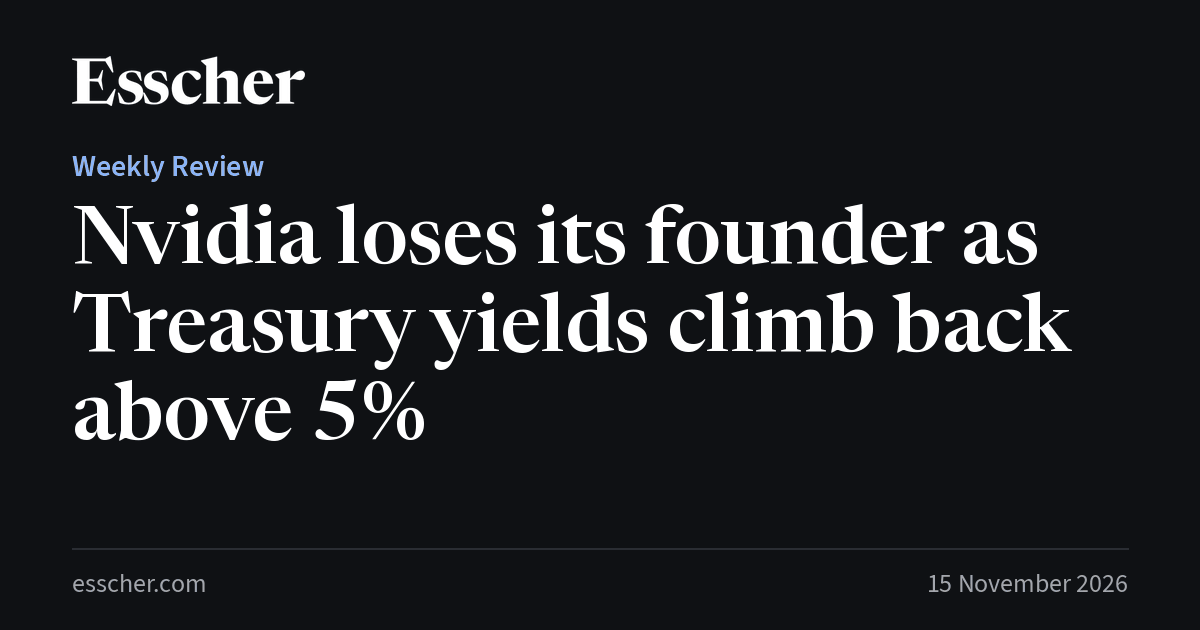 Esscher
Weekly Review
Nvidia loses its founder as
Treasury yields climb back
above 5%
esscher.com
15 November 2026